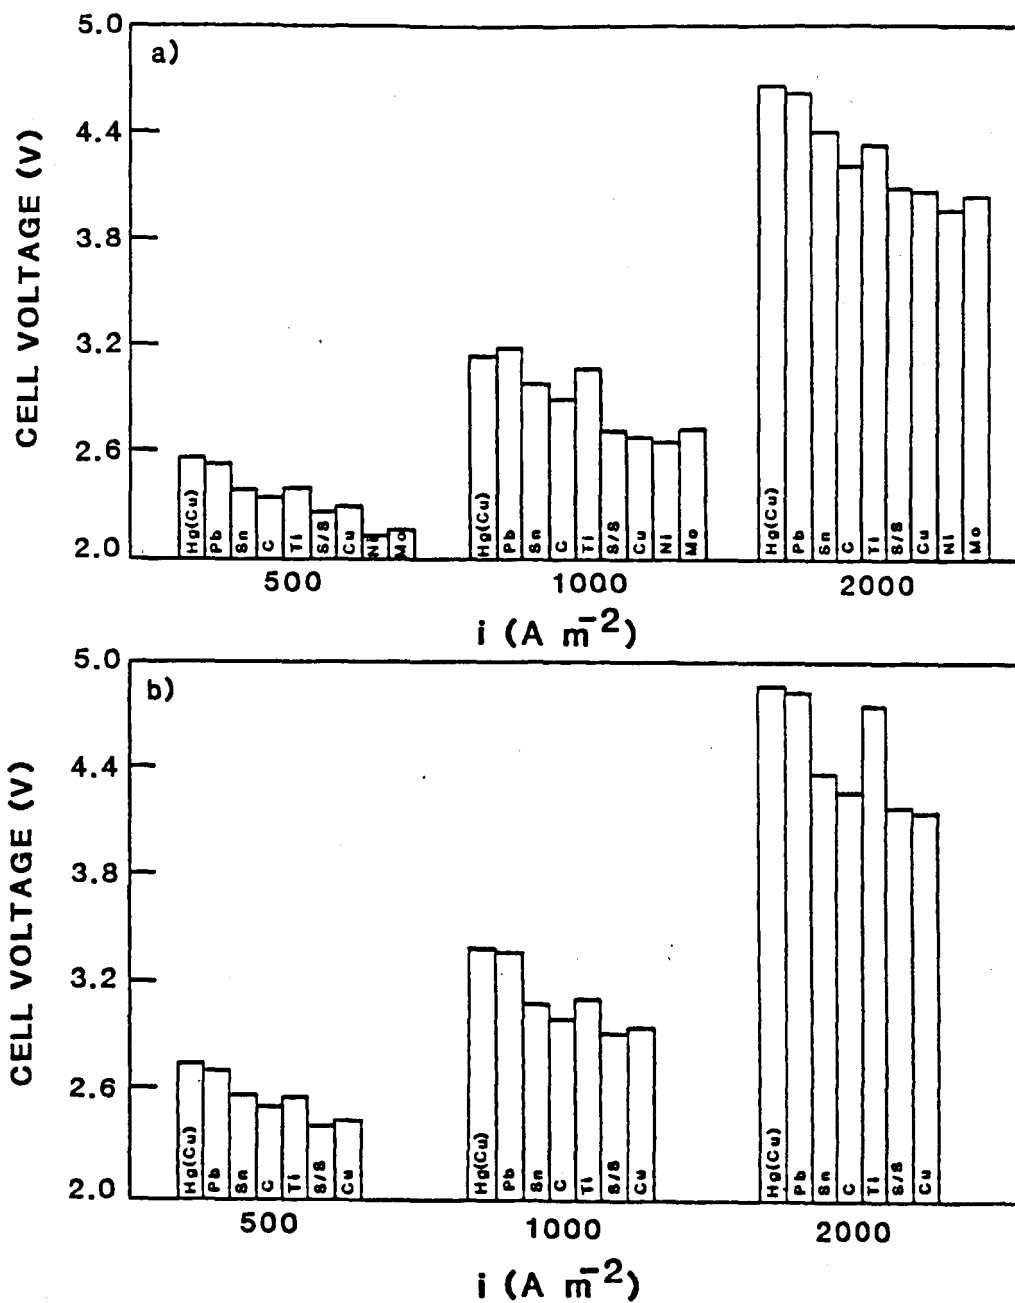 a)
CELL VOLTAGE (V)
5.0
4.4
3.8
3.2
2.6
2.0
Hg(Cu) Pb Sn C Ti S/S Cu Ni Mo
Hg(Cu) Pb Sn C Ti S/S Cu Ni Mo
Hg(Cu) Pb Sn C Ti S/S Cu Ni Mo
500 1000 2000
i (A m⁻²)
b)
CELL VOLTAGE (V)
5.0
4.4
3.8
3.2
2.6
2.0
Hg(Cu) Pb Sn C Ti S/S Cu
Hg(Cu) Pb Sn C Ti S/S Cu
Hg(Cu) Pb Sn C Ti S/S Cu
500 1000 2000
i (A m⁻²)